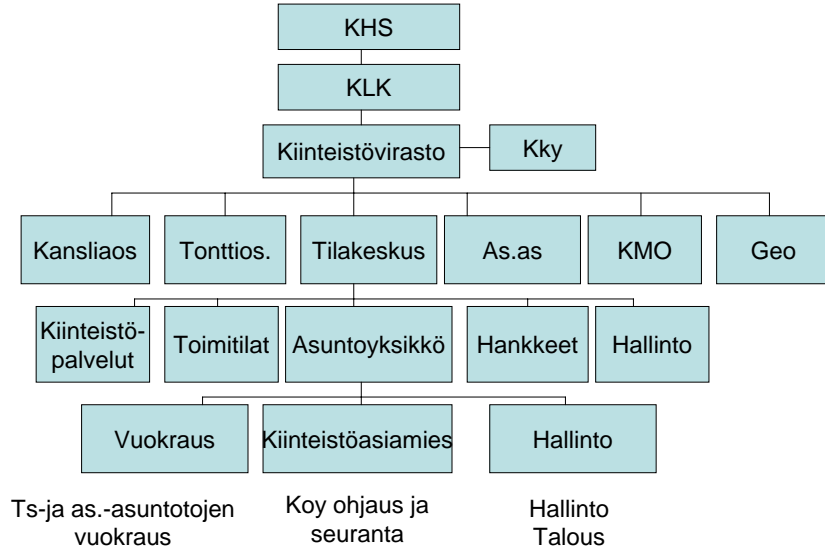 KHS
KLK
Kiinteistövirasto
Kky
Kansliaos
Tonttios.
Tilakeskus
As.as
KMO
Geo
Kiinteistö-
palvelut
Toimitilat
Asuntoyksikkö
Hankkeet
Hallinto
Vuokraus
Kiinteistöasiamies
Hallinto
Ts-ja as.-asuntotojen
vuokraus
Koy ohjaus ja
seuranta
Hallinto
Talous